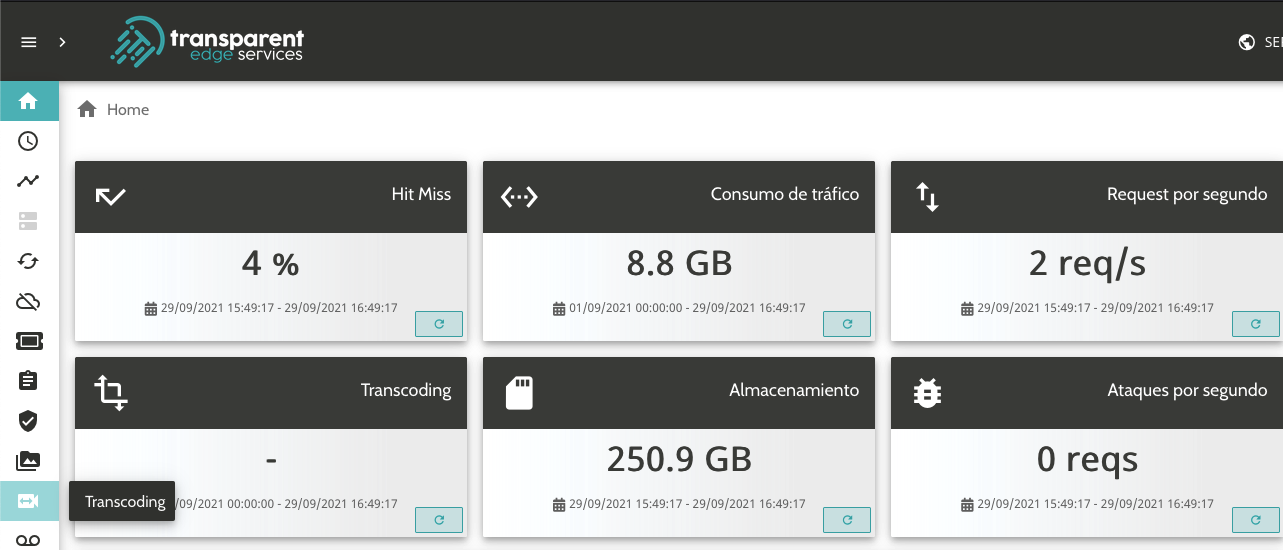 transparent
edge services
SE
Home
Hit Miss
4 %
29/09/2021 15:49:17 - 29/09/2021 16:49:17
Consumo de tráfico
8.8 GB
01/09/2021 00:00:00 - 29/09/2021 16:49:17
Request por segundo
2 req/s
29/09/2021 15:49:17 - 29/09/2021 16:49:17
Transcoding
-
/09/2021 00:00:00 - 29/09/2021 16:49:17
Transcoding
Almacenamiento
250.9 GB
29/09/2021 15:49:17 - 29/09/2021 16:49:17
Ataques por segundo
0 reqs
29/09/2021 15:49:17 - 29/09/2021 16:49:17